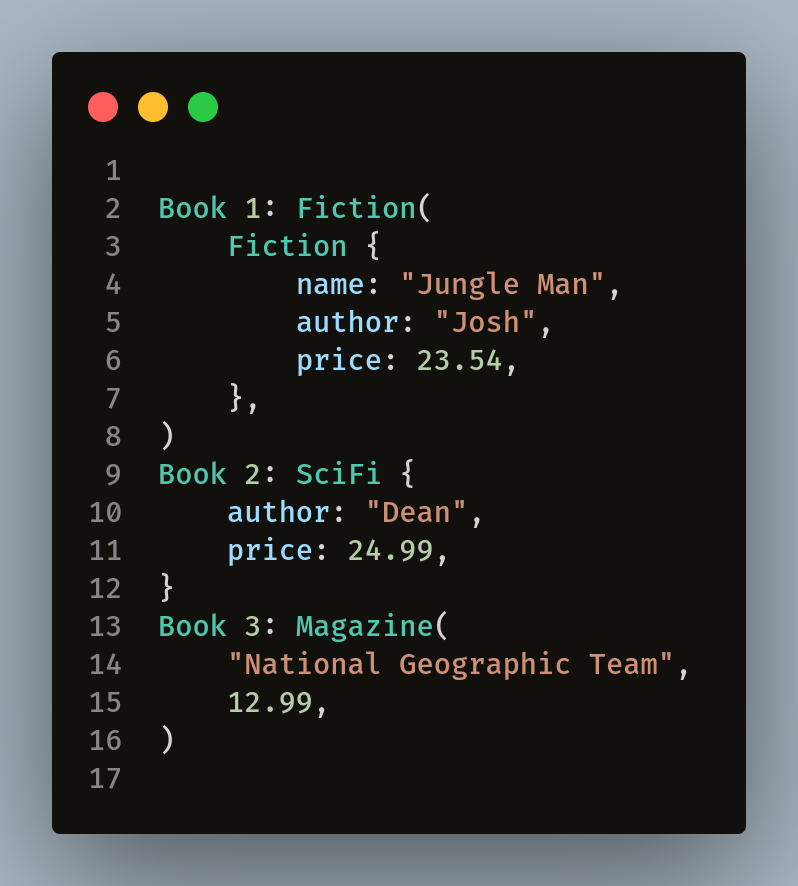 1
2 Book 1: Fiction(
3     Fiction {
4         name: "Jungle Man",
5         author: "Josh",
6         price: 23.54,
7     },
8 )
9 Book 2: SciFi {
10     author: "Dean",
11     price: 24.99,
12 }
13 Book 3: Magazine(
14     "National Geographic Team",
15     12.99,
16 )
17